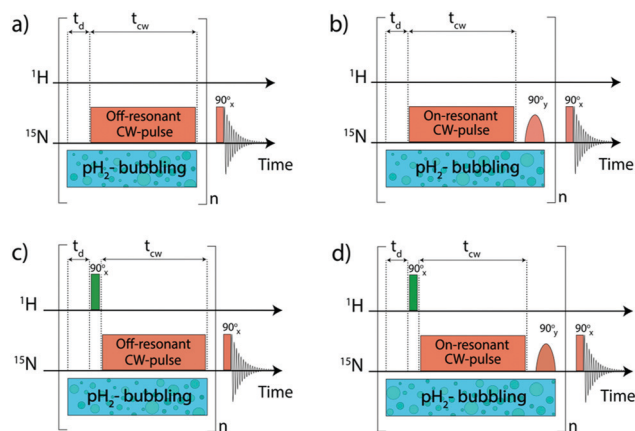 a)
t_d
t_cw
¹H
¹⁵N
Off-resonant
CW-pulse
90°ₓ
Time
pH₂- bubbling
n
b)
t_d
t_cw
¹H
¹⁵N
On-resonant
CW-pulse
90°_y
90°ₓ
Time
pH₂- bubbling
n
c)
t_d
t_cw
90°ₓ
¹H
¹⁵N
Off-resonant
CW-pulse
90°ₓ
Time
pH₂- bubbling
n
d)
t_d
t_cw
90°ₓ
¹H
¹⁵N
On-resonant
CW-pulse
90°_y
90°ₓ
Time
pH₂- bubbling
n